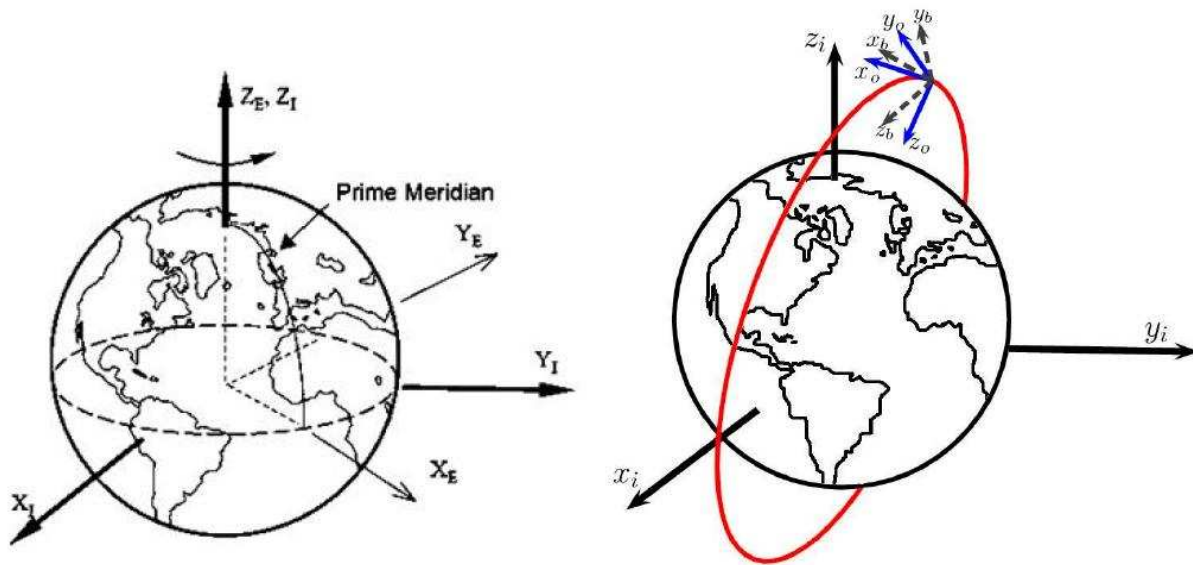 Z_E, Z_I
Prime Meridian
Y_E
Y_I
X_E
X_I
z_i
y_o
y_b
x_b
x_o
z_b
z_o
y_i
x_i